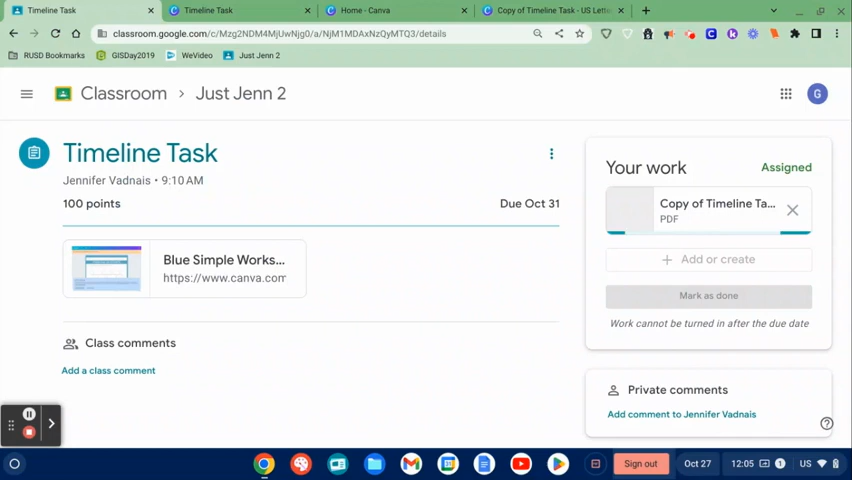 Timeline Task
Timeline Task
Home - Canva
Copy of Timeline Task - US Lette
classroom.google.com/c/Mzg2NDM4MjUwNjg0/a/NjM1MDAxNzQyMTQ3/details
RUSD Bookmarks
GISDay2019
WeVideo
Just Jenn 2
Classroom > Just Jenn 2
G
Timeline Task
Jennifer Vadnais • 9:10 AM
100 points
Due Oct 31
Blue Simple Works...
https://www.canva.com
Class comments
Add a class comment
Your work
Assigned
Copy of Timeline Ta...
PDF
+ Add or create
Mark as done
Work cannot be turned in after the due date
Private comments
Add comment to Jennifer Vadnais
Sign out
Oct 27
12:05
1
US